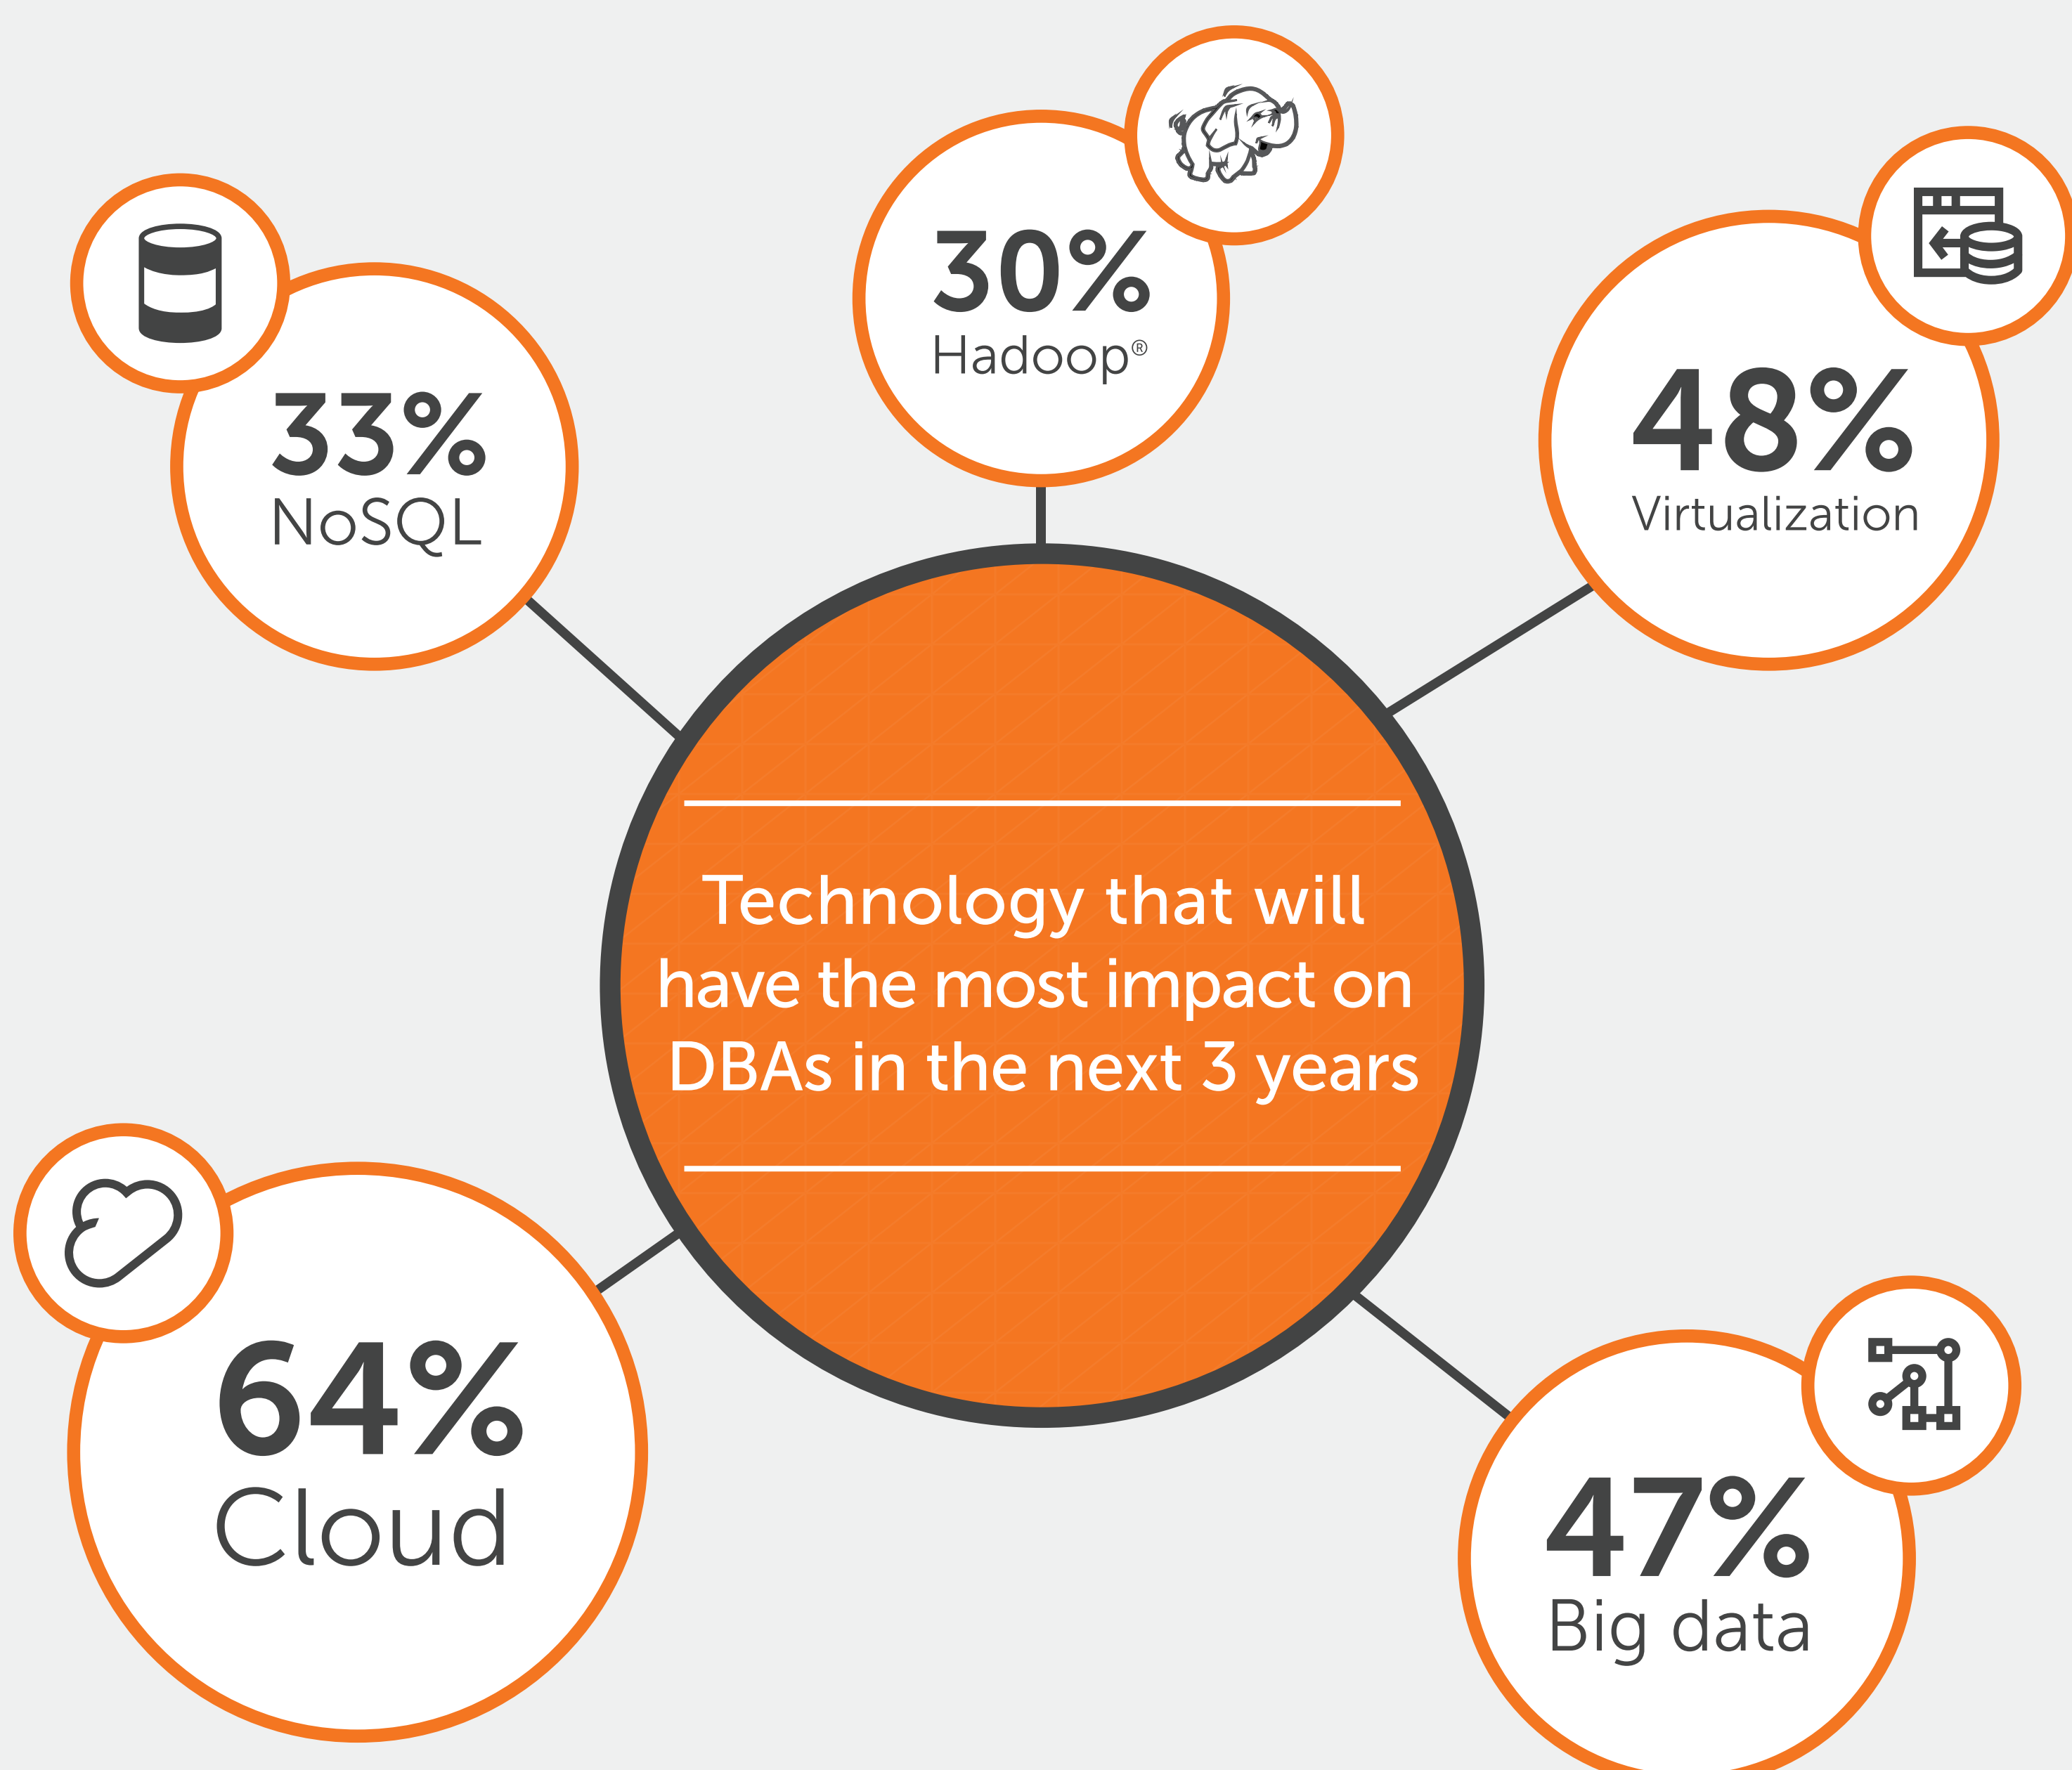 30%
Hadoop®
33%
NoSQL
48%
Virtualization
Technology that will
have the most impact on
DBAs in the next 3 years
64%
Cloud
47%
Big data